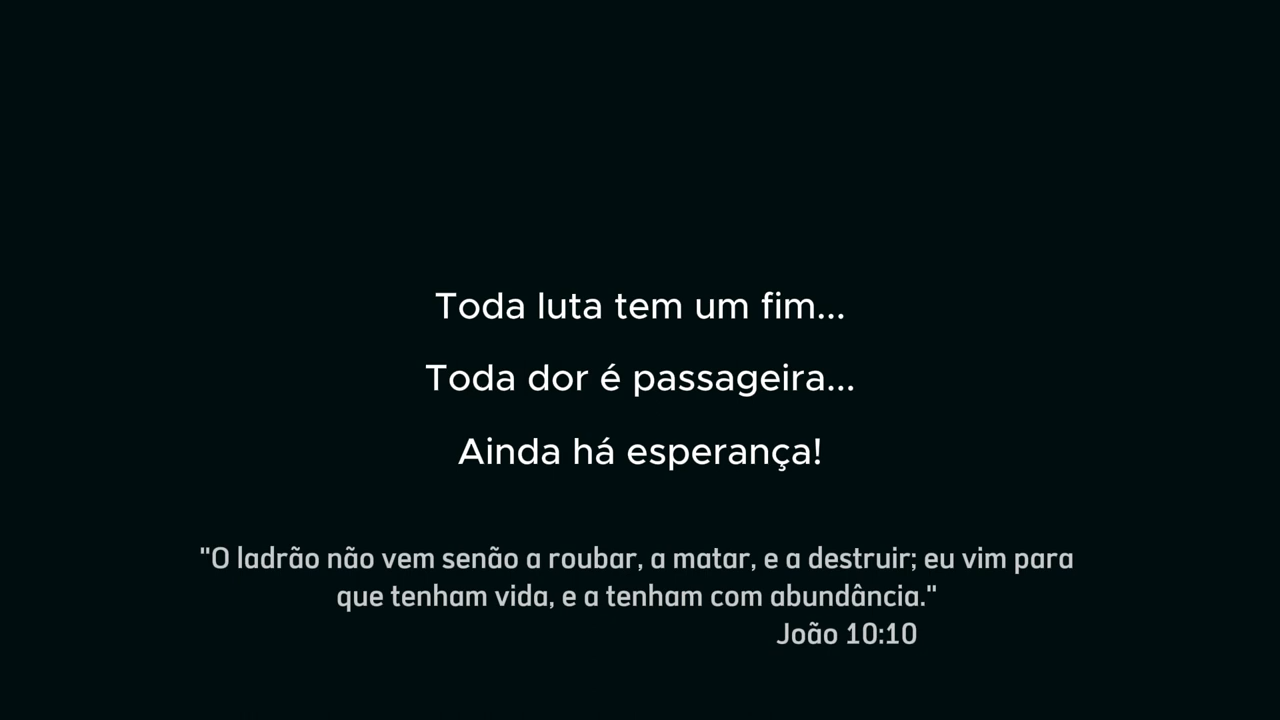 Toda luta tem um fim...
Toda dor é passageira...
Ainda há esperança!
"O ladrão não vem senão a roubar, a matar, e a destruir; eu vim para
que tenham vida, e a tenham com abundância."
João 10:10